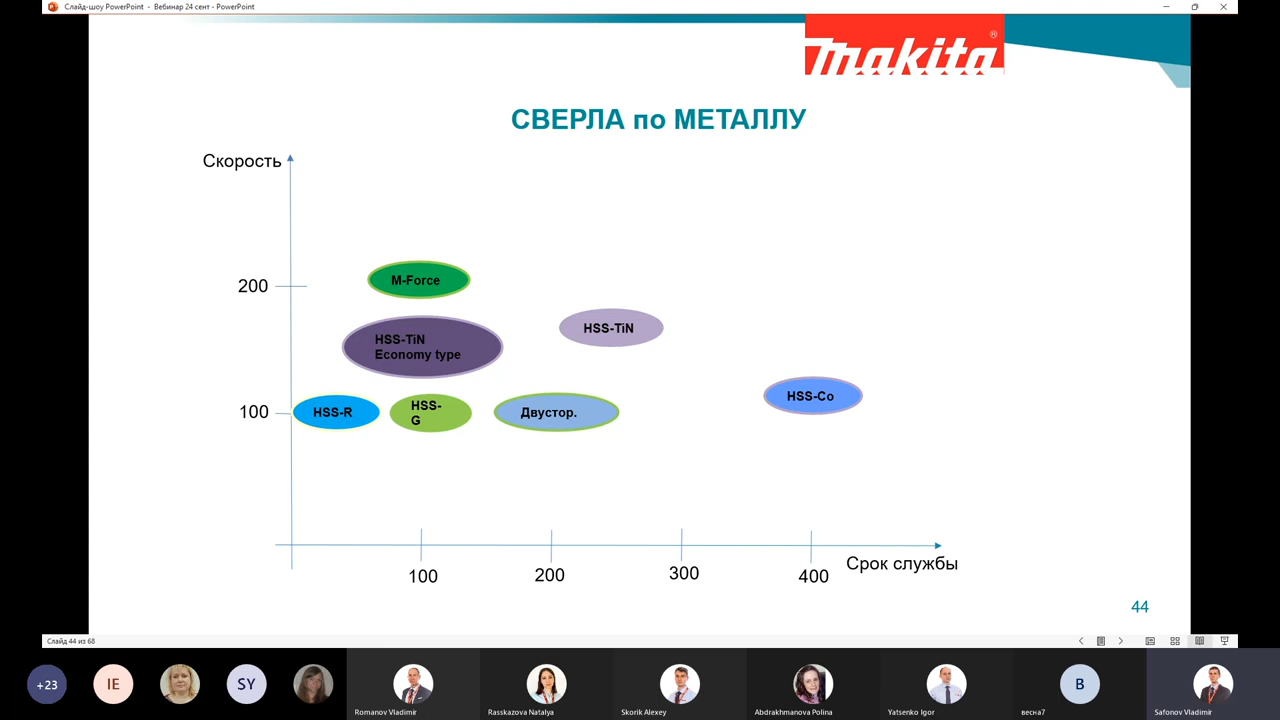 Слайд-шоу PowerPoint - Вебинар 24 сент - PowerPoint
makita®
СВЕРЛА по МЕТАЛЛУ
Скорость
M-Force
200
HSS-TiN
HSS-TiN
Economy type
HSS-Co
100
HSS-R
HSS-
G
Двустор.
100
200
300
400
Срок службы
44
Слайд 44 из 68
+23
IE
SY
B
Romanov Vladimir
Rasskazova Natalya
Skorik Alexey
Abdrakhmanova Polina
Yatsenko Igor
весна7
Safonov Vladimir